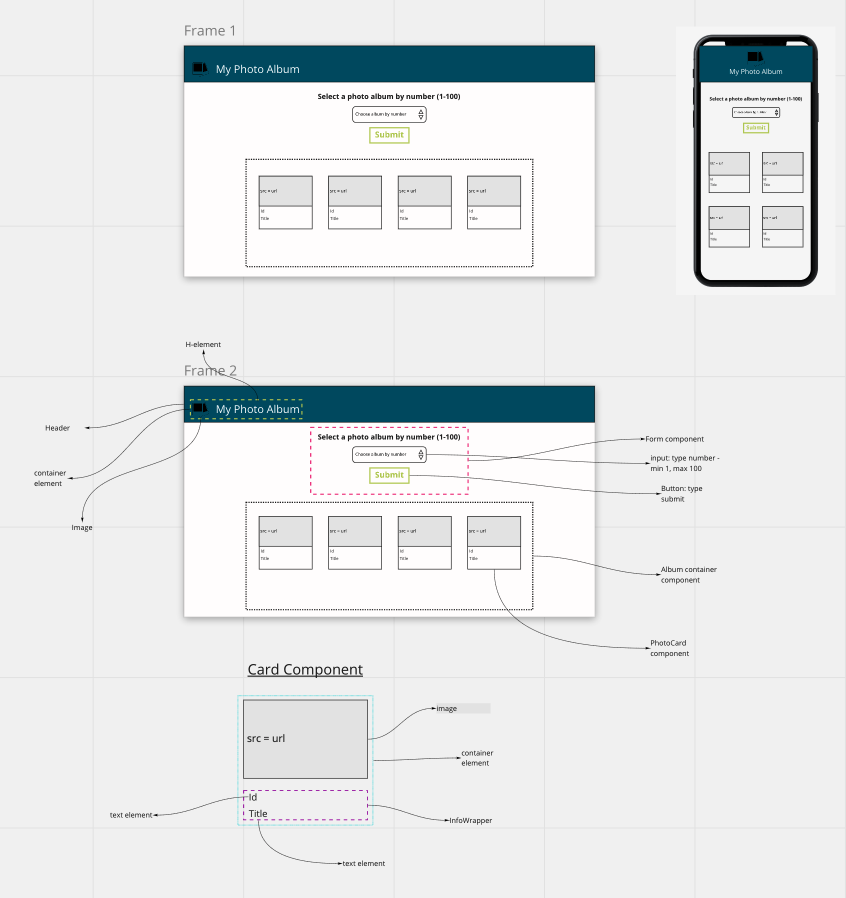 Frame 1
My Photo Album
Select a photo album by number (1-100)
Choose album by number
Submit
src = url
src = url
src = url
src = url
Id
Id
Id
Id
Title
Title
Title
Title
My Photo Album
Select a photo album by number (1-100)
Choose album by number
Submit
src = url
src = url
Id
Id
Title
Title
src = url
src = url
Id
Id
Title
Title
H-element
Frame 2
My Photo Album
Header
container
element
Image
Select a photo album by number (1-100)
Choose album by number
Submit
Form component
input: type number -
min 1, max 100
Button: type
submit
src = url
src = url
src = url
src = url
Id
Id
Id
Id
Title
Title
Title
Title
Album container
component
PhotoCard
component
Card Component
src = url
image
container
element
Id
Title
text element
InfoWrapper
text element